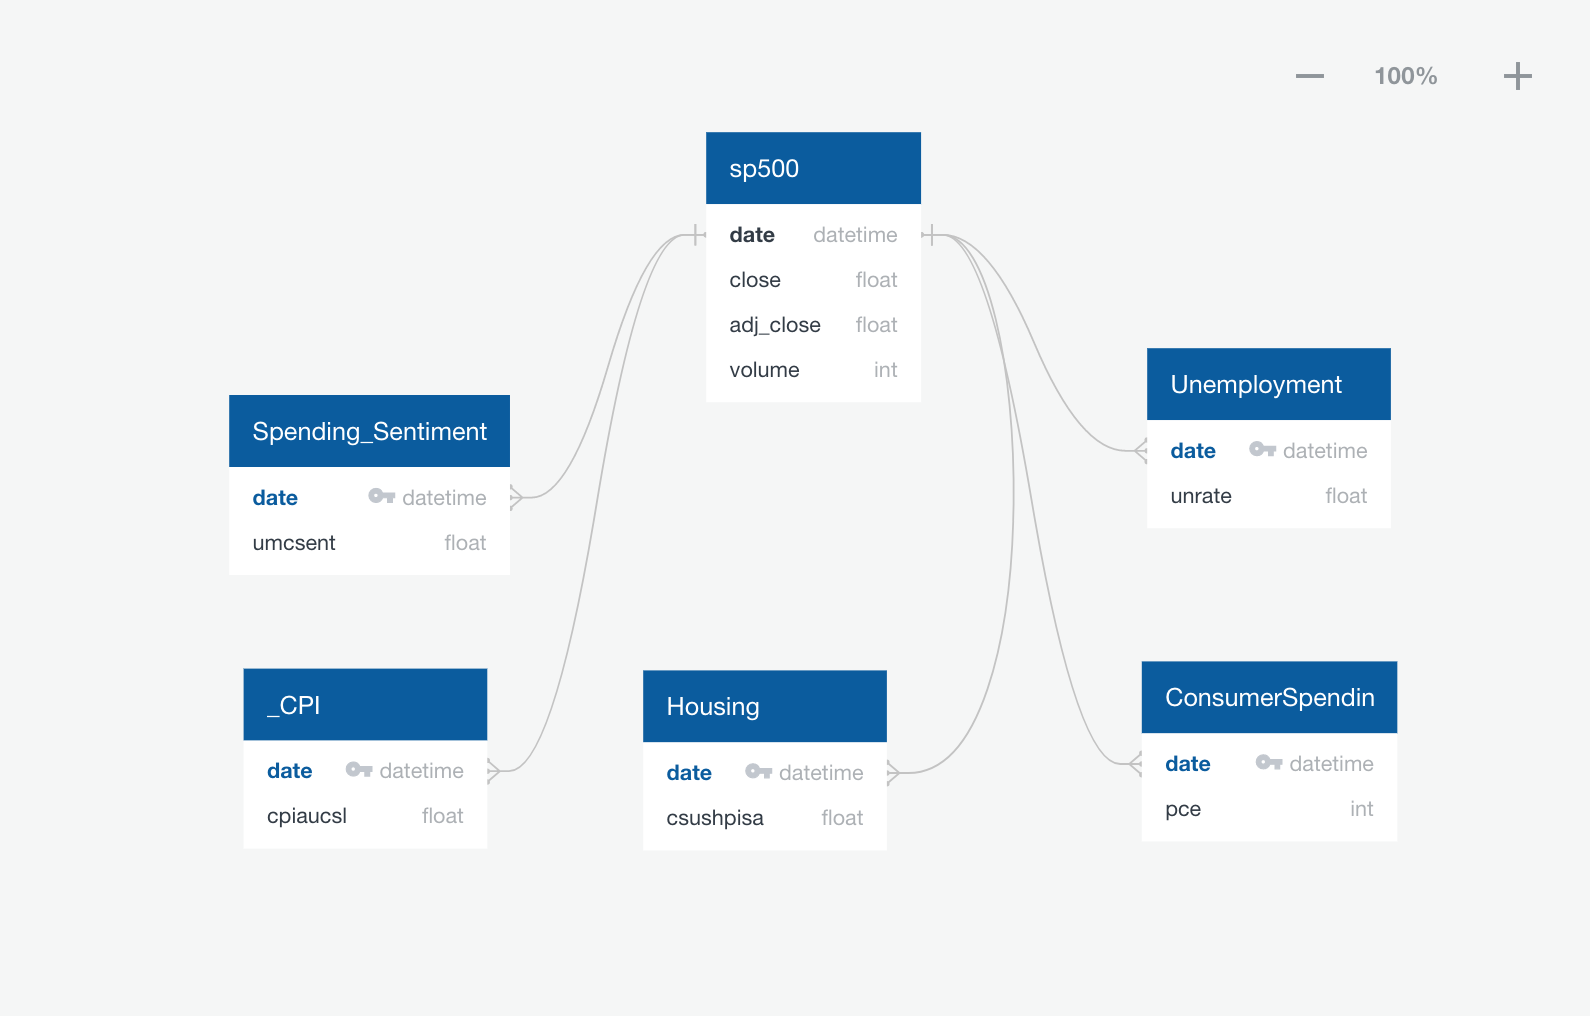 100%
sp500
date datetime
close float
adj_close float
volume int
Spending_Sentiment
date datetime
umcsent float
Unemployment
date datetime
unrate float
_CPI
date datetime
cpiaucsl float
Housing
date datetime
csushpisa float
ConsumerSpendin
date datetime
pce int